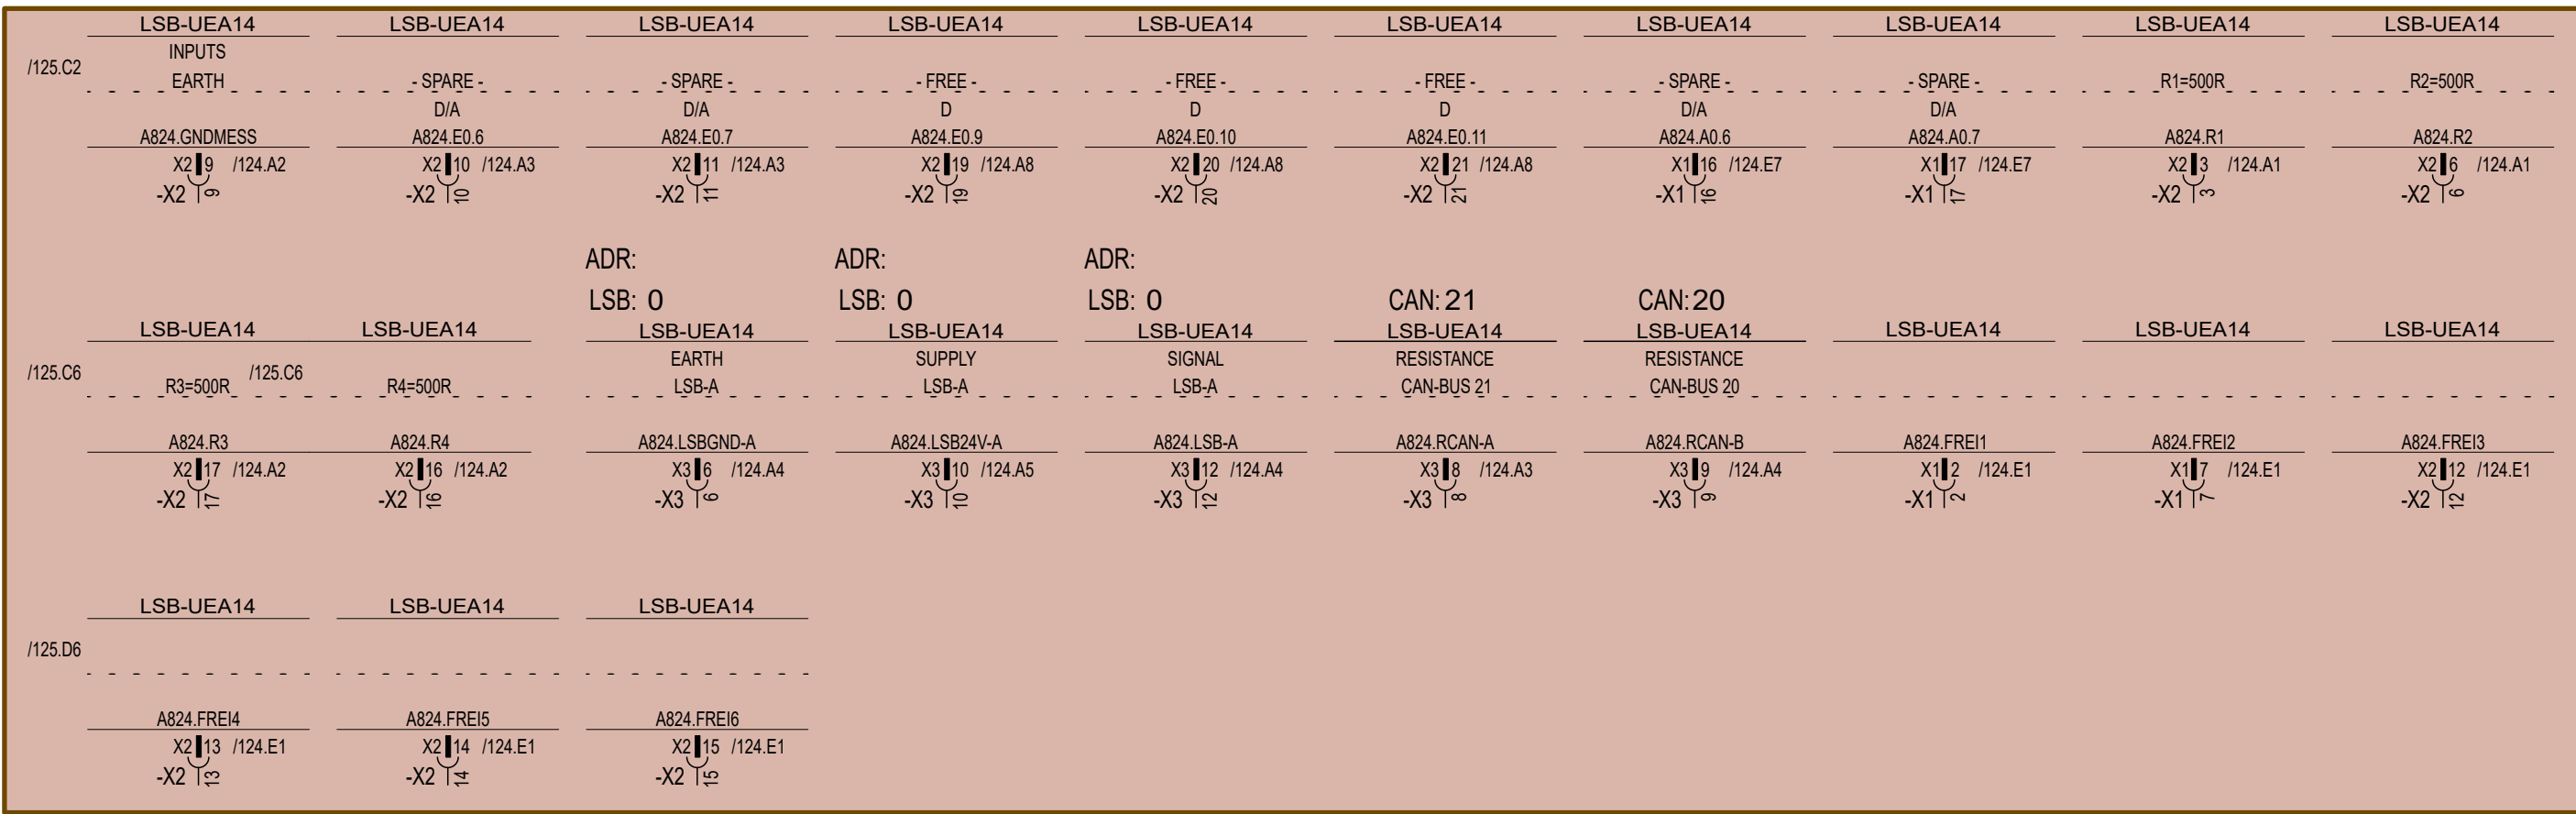 LSB-UEA14 LSB-UEA14 LSB-UEA14 LSB-UEA14 LSB-UEA14 LSB-UEA14 LSB-UEA14 LSB-UEA14 LSB-UEA14 LSB-UEA14
INPUTS
/125.C2
EARTH - SPARE - - SPARE - - FREE - - FREE - - FREE - - SPARE - - SPARE - R1=500R R2=500R
D/A D/A D D D D/A D/A
A824.GNDMESS A824.E0.6 A824.E0.7 A824.E0.9 A824.E0.10 A824.E0.11 A824.A0.6 A824.A0.7 A824.R1 A824.R2
X2 9 /124.A2 X2 10 /124.A3 X2 11 /124.A3 X2 19 /124.A8 X2 20 /124.A8 X2 21 /124.A8 X1 16 /124.E7 X1 17 /124.E7 X2 3 /124.A1 X2 6 /124.A1
-X2 9 -X2 10 -X2 11 -X2 19 -X2 20 -X2 21 -X1 16 -X1 17 -X2 3 -X2 6
ADR: ADR: ADR:
LSB: 0 LSB: 0 LSB: 0 CAN: 21 CAN: 20
LSB-UEA14 LSB-UEA14 LSB-UEA14 LSB-UEA14 LSB-UEA14 LSB-UEA14 LSB-UEA14 LSB-UEA14 LSB-UEA14 LSB-UEA14
EARTH SUPPLY SIGNAL RESISTANCE RESISTANCE
/125.C6 /125.C6
R3=500R R4=500R LSB-A LSB-A LSB-A CAN-BUS 21 CAN-BUS 20
A824.R3 A824.R4 A824.LSBGND-A A824.LSB24V-A A824.LSB-A A824.RCAN-A A824.RCAN-B A824.FREI1 A824.FREI2 A824.FREI3
X2 17 /124.A2 X2 16 /124.A2 X3 6 /124.A4 X3 10 /124.A5 X3 12 /124.A4 X3 8 /124.A3 X3 9 /124.A4 X1 2 /124.E1 X1 7 /124.E1 X2 12 /124.E1
-X2 17 -X2 16 -X3 6 -X3 10 -X3 12 -X3 8 -X3 9 -X1 2 -X1 7 -X2 12
LSB-UEA14 LSB-UEA14 LSB-UEA14
/125.D6
A824.FREI4 A824.FREI5 A824.FREI6
X2 13 /124.E1 X2 14 /124.E1 X2 15 /124.E1
-X2 13 -X2 14 -X2 15